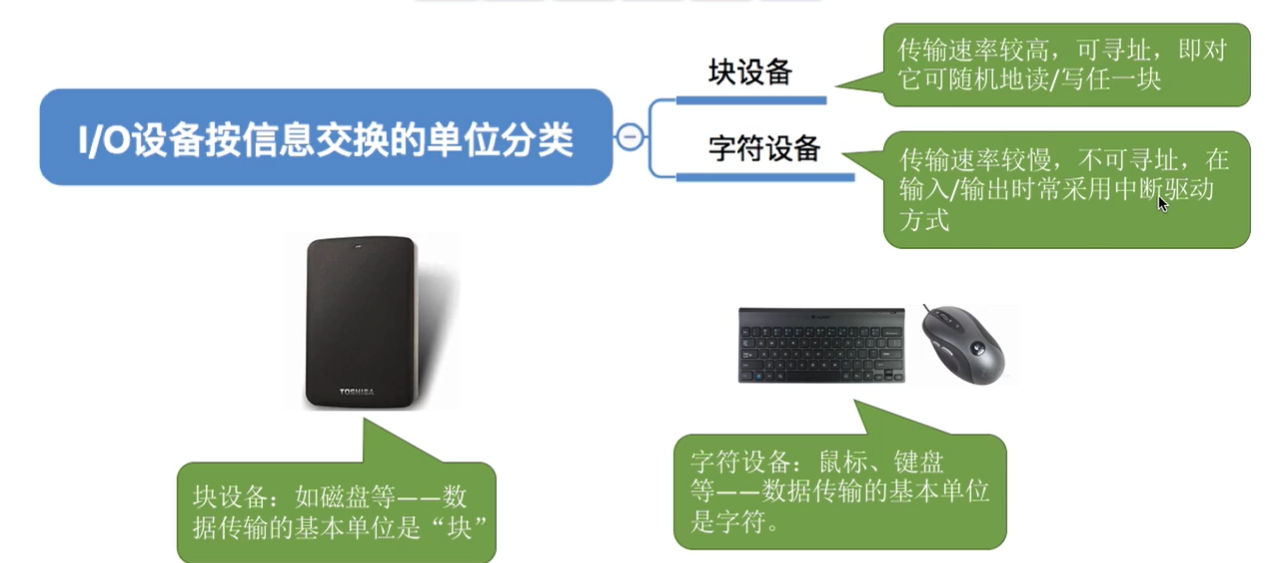 I/O设备按信息交换的单位分类
块设备
传输速率较高，可寻址，即对
它可随机地读/写任一块
字符设备
传输速率较慢，不可寻址，在
输入/输出时常采用中断驱动
方式
TOSHIBA
块设备：如磁盘等——数
据传输的基本单位是“块”
字符设备：鼠标、键盘
等——数据传输的基本单位
是字符。